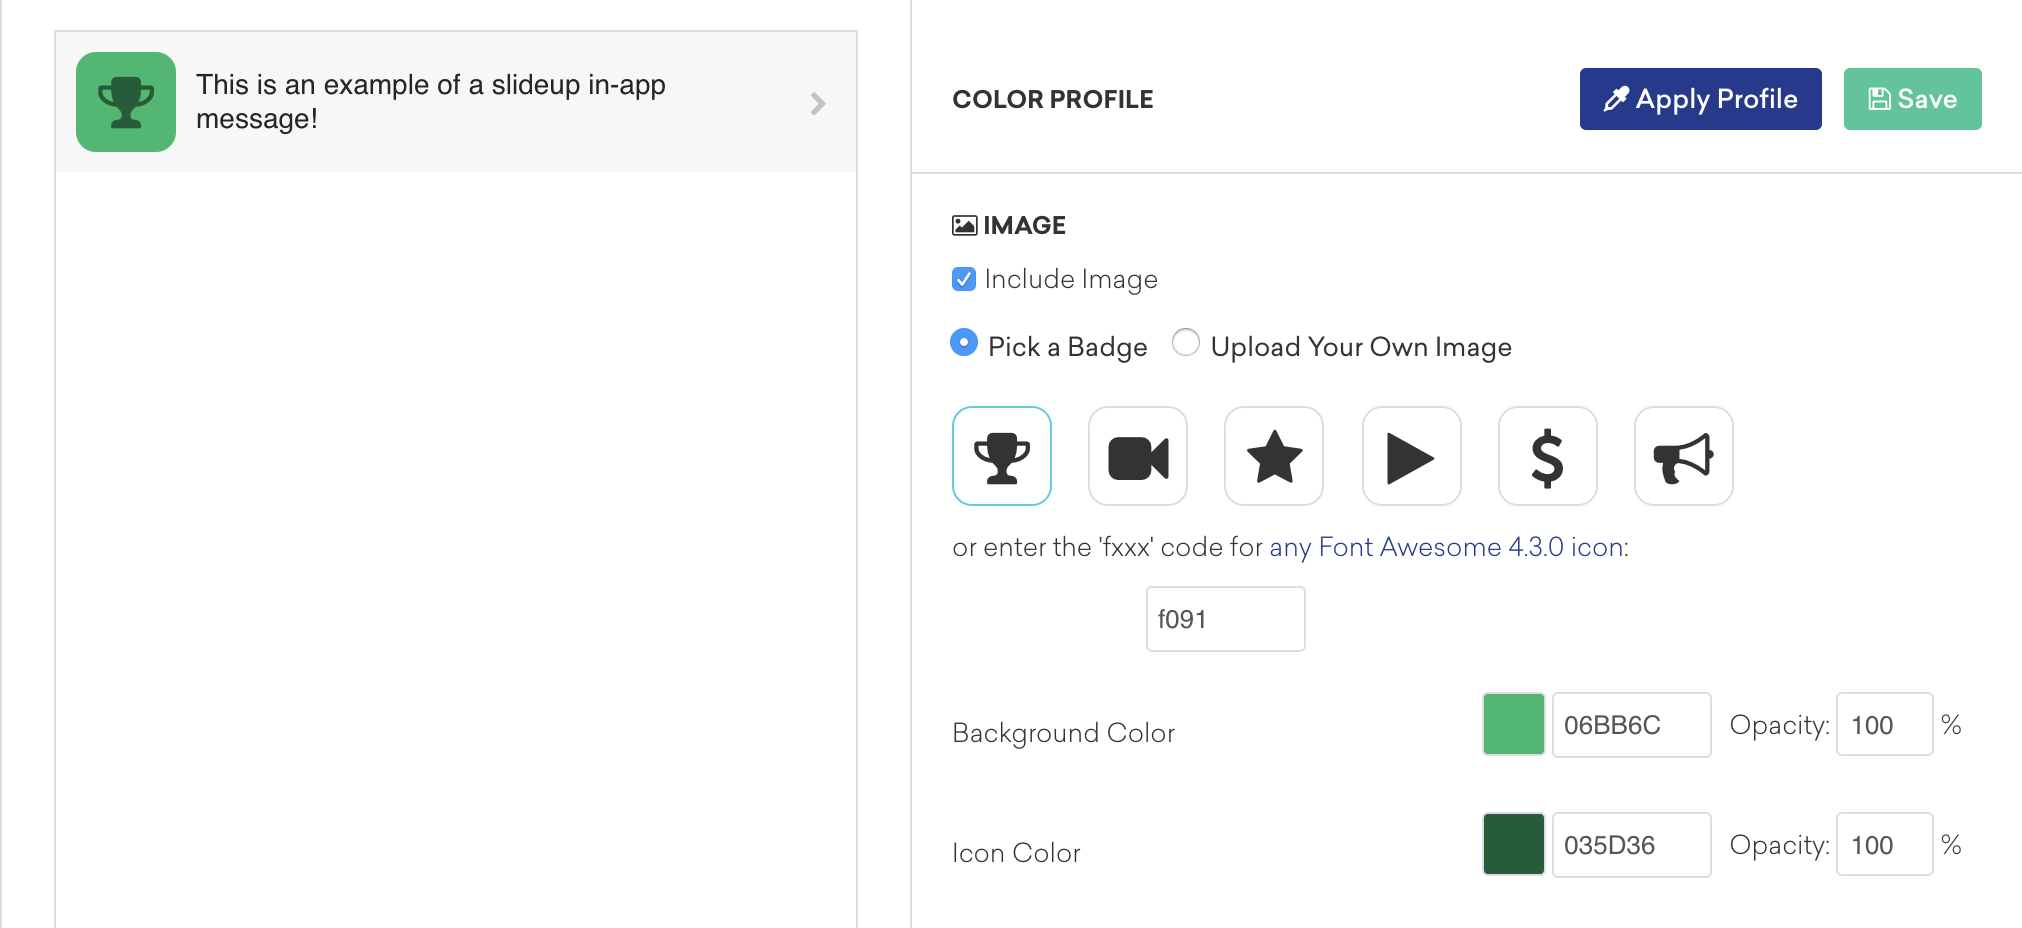 This is an example of a slideup in-app
message!
COLOR PROFILE
Apply Profile
Save
IMAGE
Include Image
Pick a Badge
Upload Your Own Image
or enter the 'fxxx' code for any Font Awesome 4.3.0 icon:
f091
Background Color
06BB6C
Opacity: 100 %
Icon Color
035D36
Opacity: 100 %